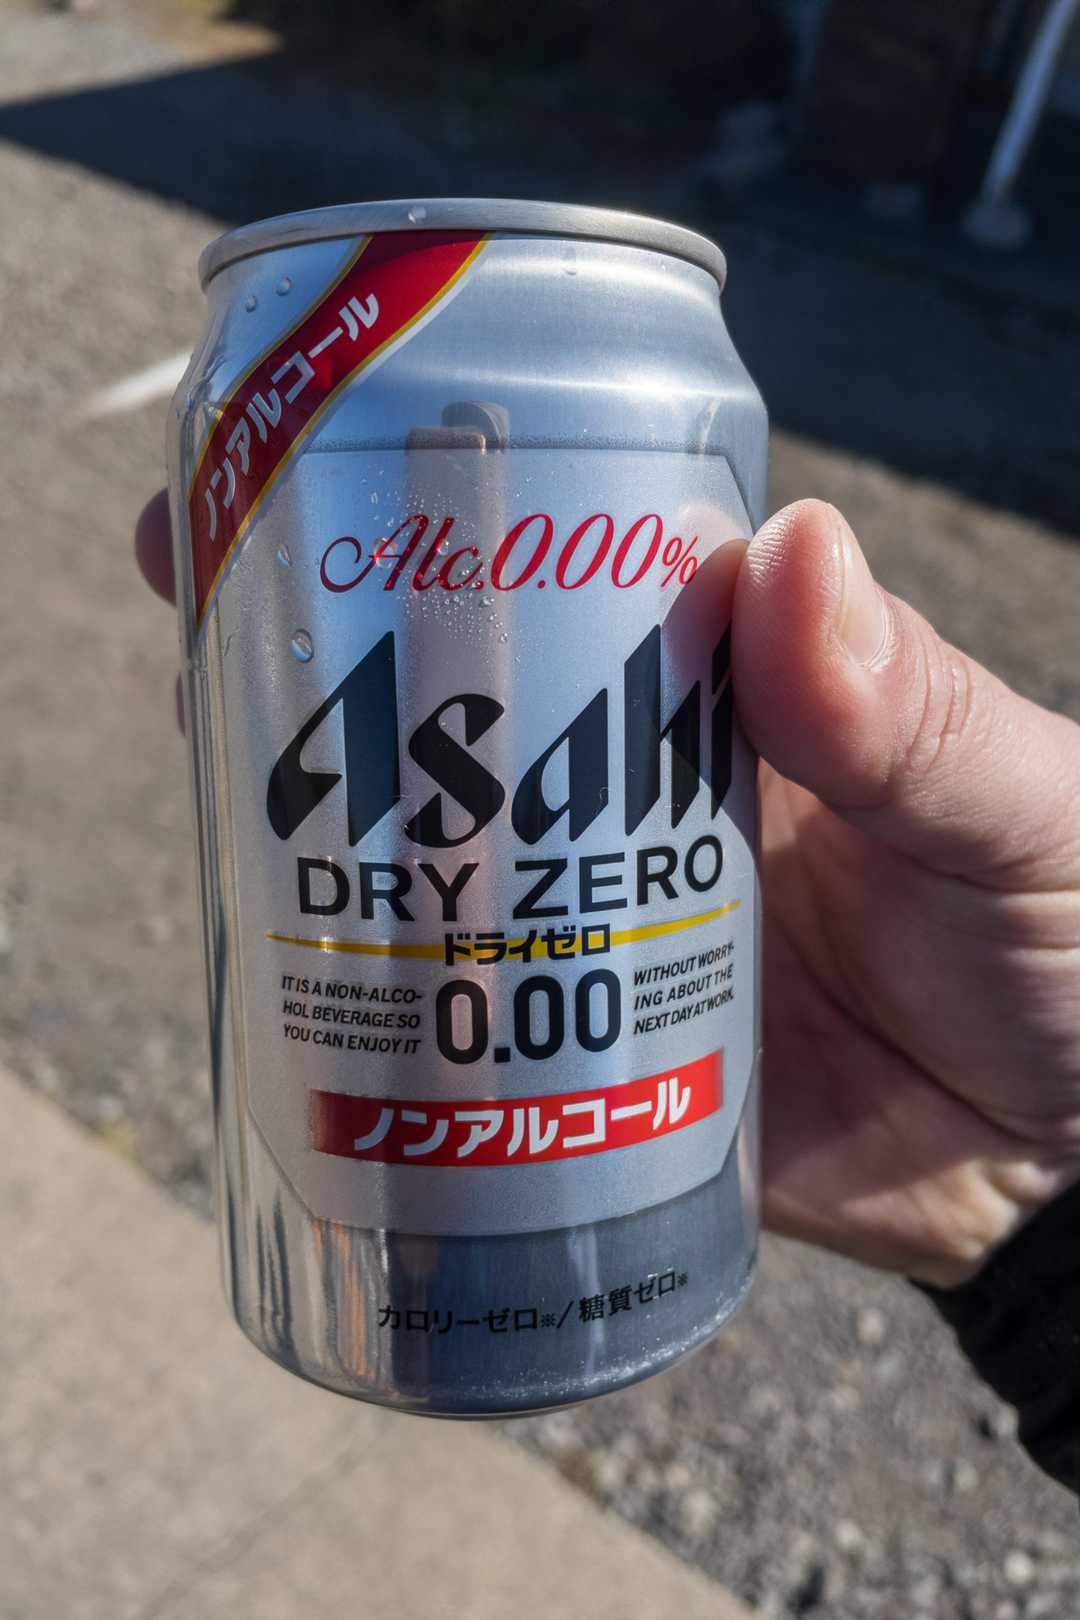 ノンアルコール
Alc.0.00%
Asahi
DRY ZERO
ドライゼロ
IT IS A NON-ALCO-
HOL BEVERAGE SO
YOU CAN ENJOY IT
0.00
WITHOUT WORRY-
ING ABOUT THE
NEXT DAY AT WORK.
ノンアルコール
カロリーゼロ※/糖質ゼロ※